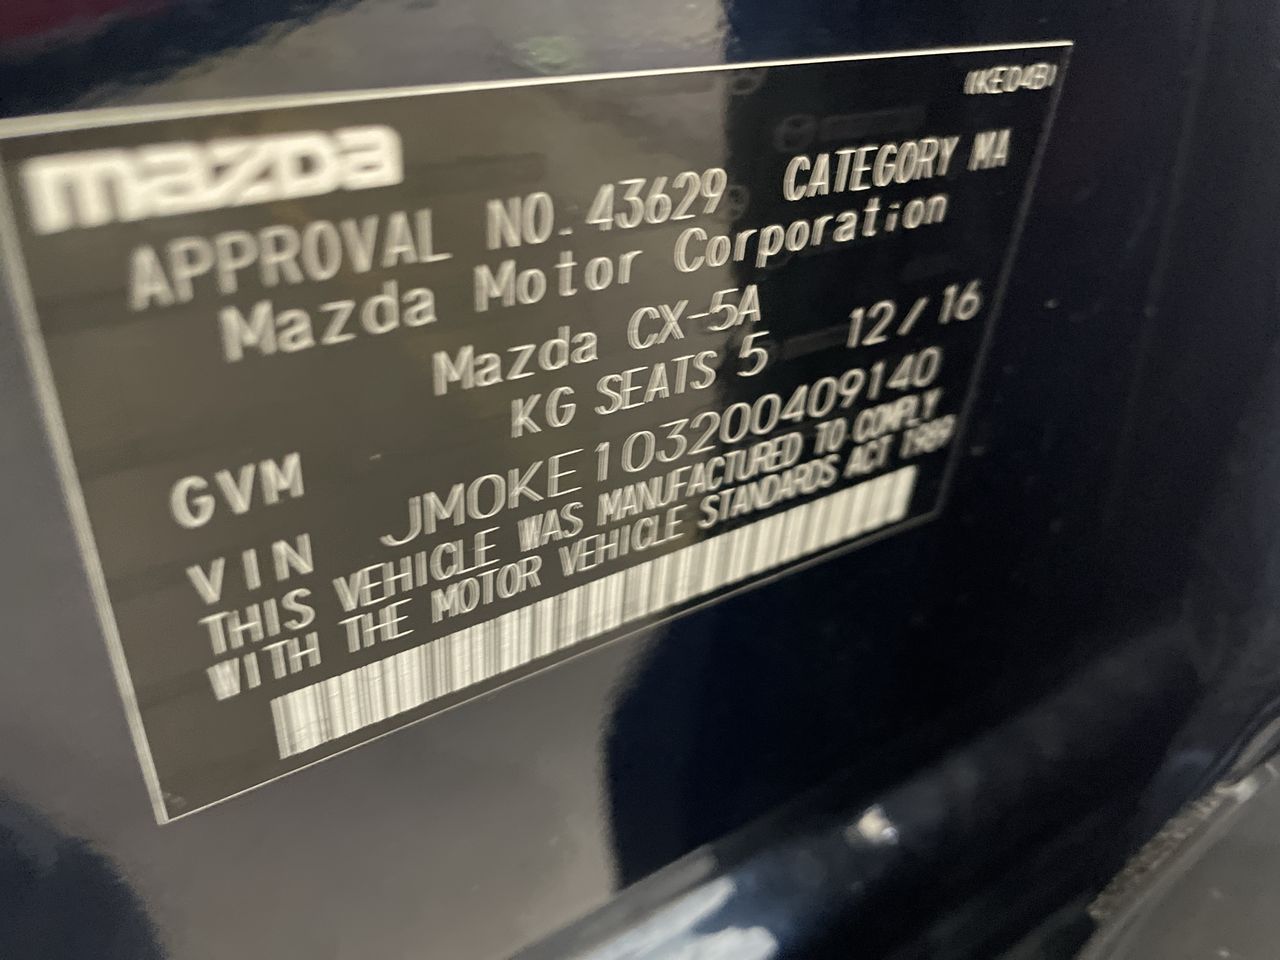 (KE04B)
mazda
APPROVAL NO. 43629 CATEGORY MA
Mazda Motor Corporation
Mazda CX-5A 12/16
GVM KG SEATS 5
VIN JM0KE103200409140
THIS VEHICLE WAS MANUFACTURED TO COMPLY
WITH THE MOTOR VEHICLE STANDARDS ACT 1989